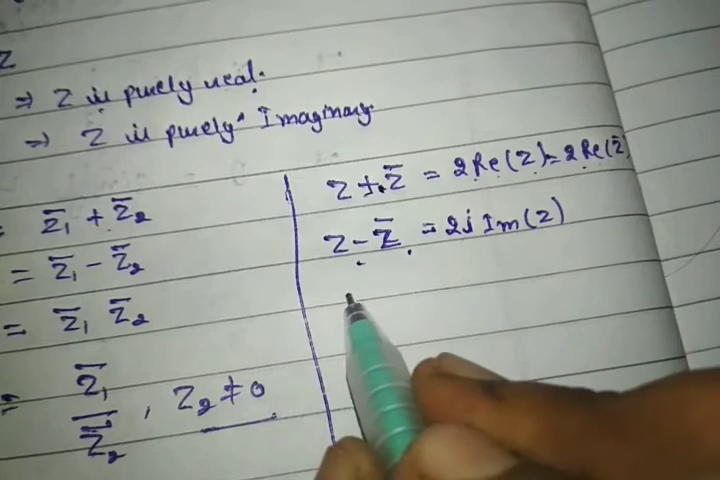 z
⇒ Z is purely real.
⇒ Z is purely Imaginary
= z̄₁ + z̄₂
= z̄₁ - z̄₂
= z̄₁ z̄₂
= z̄₁ / z̄₂ , z₂ ≠ 0
z + z̄ = 2Re(z) = 2Re(z̄)
z - z̄ = 2i Im(z)